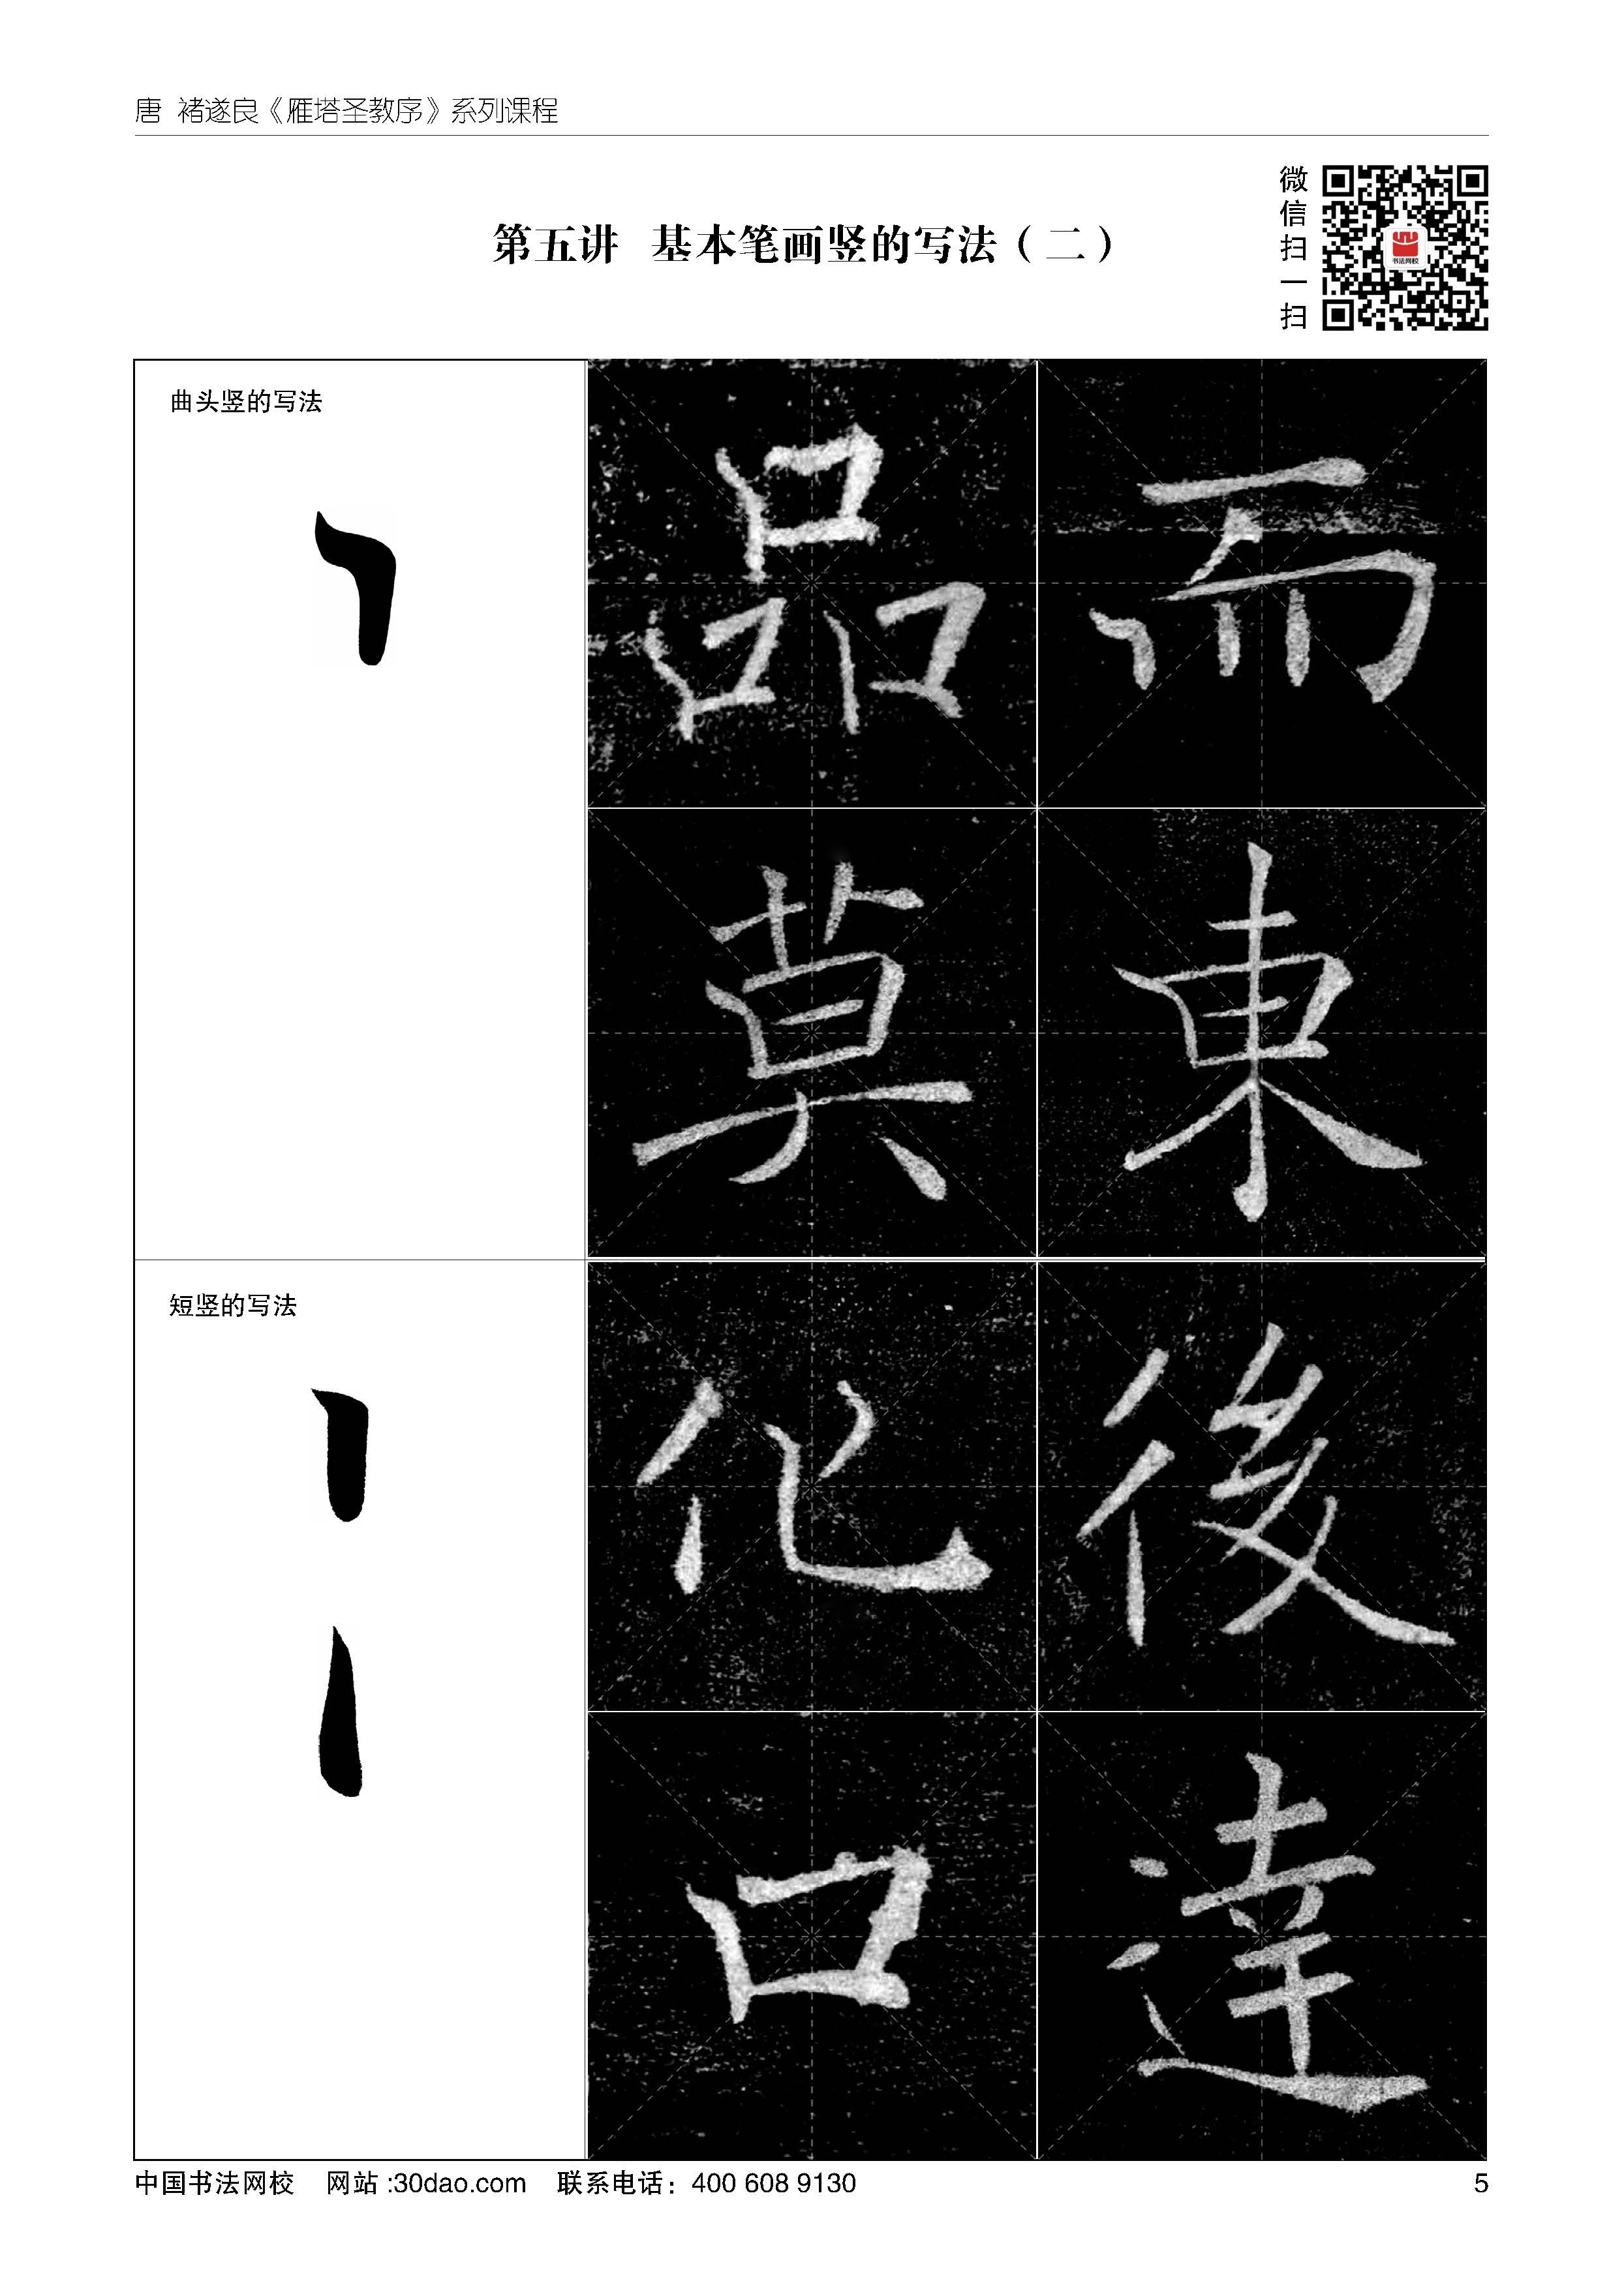 唐 褚遂良《雁塔圣教序》系列课程
第五讲 基本笔画竖的写法（二）
微信扫一扫
书法网校
曲头竖的写法
品 而
莫 東
短竖的写法
化 後
口 達
中国书法网校 网站:30dao.com 联系电话：400 608 9130 5